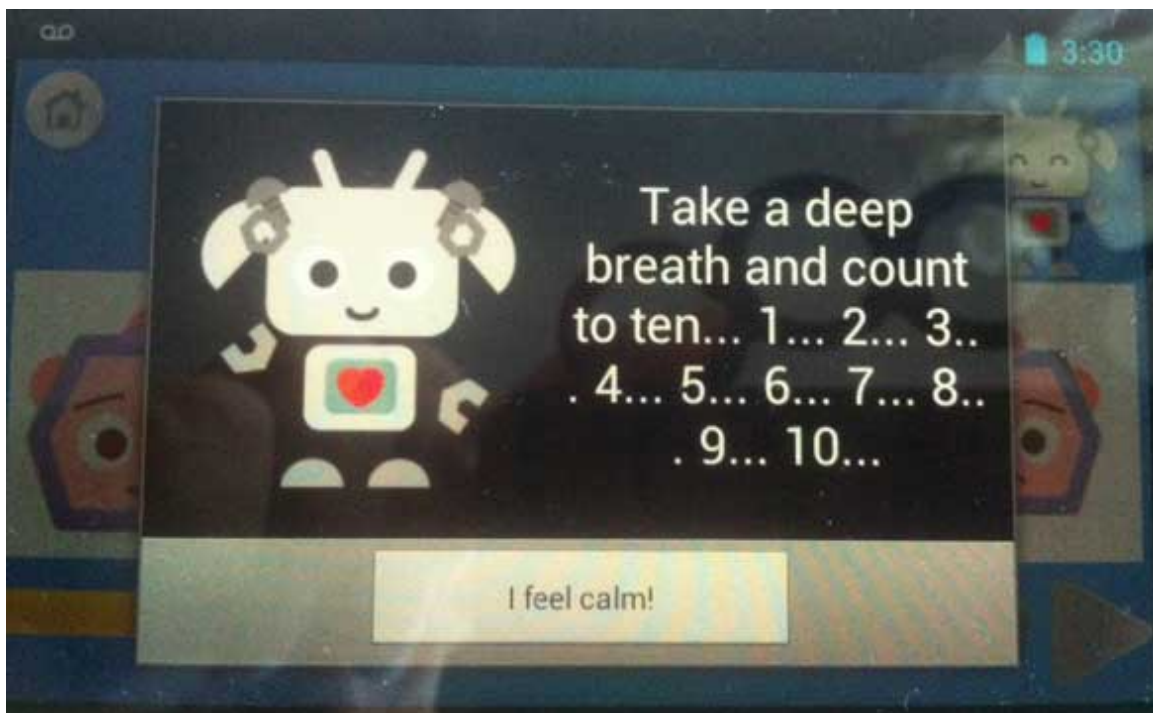 3:30
Take a deep
breath and count
to ten... 1... 2... 3..
. 4... 5... 6... 7... 8..
. 9... 10...
I feel calm!